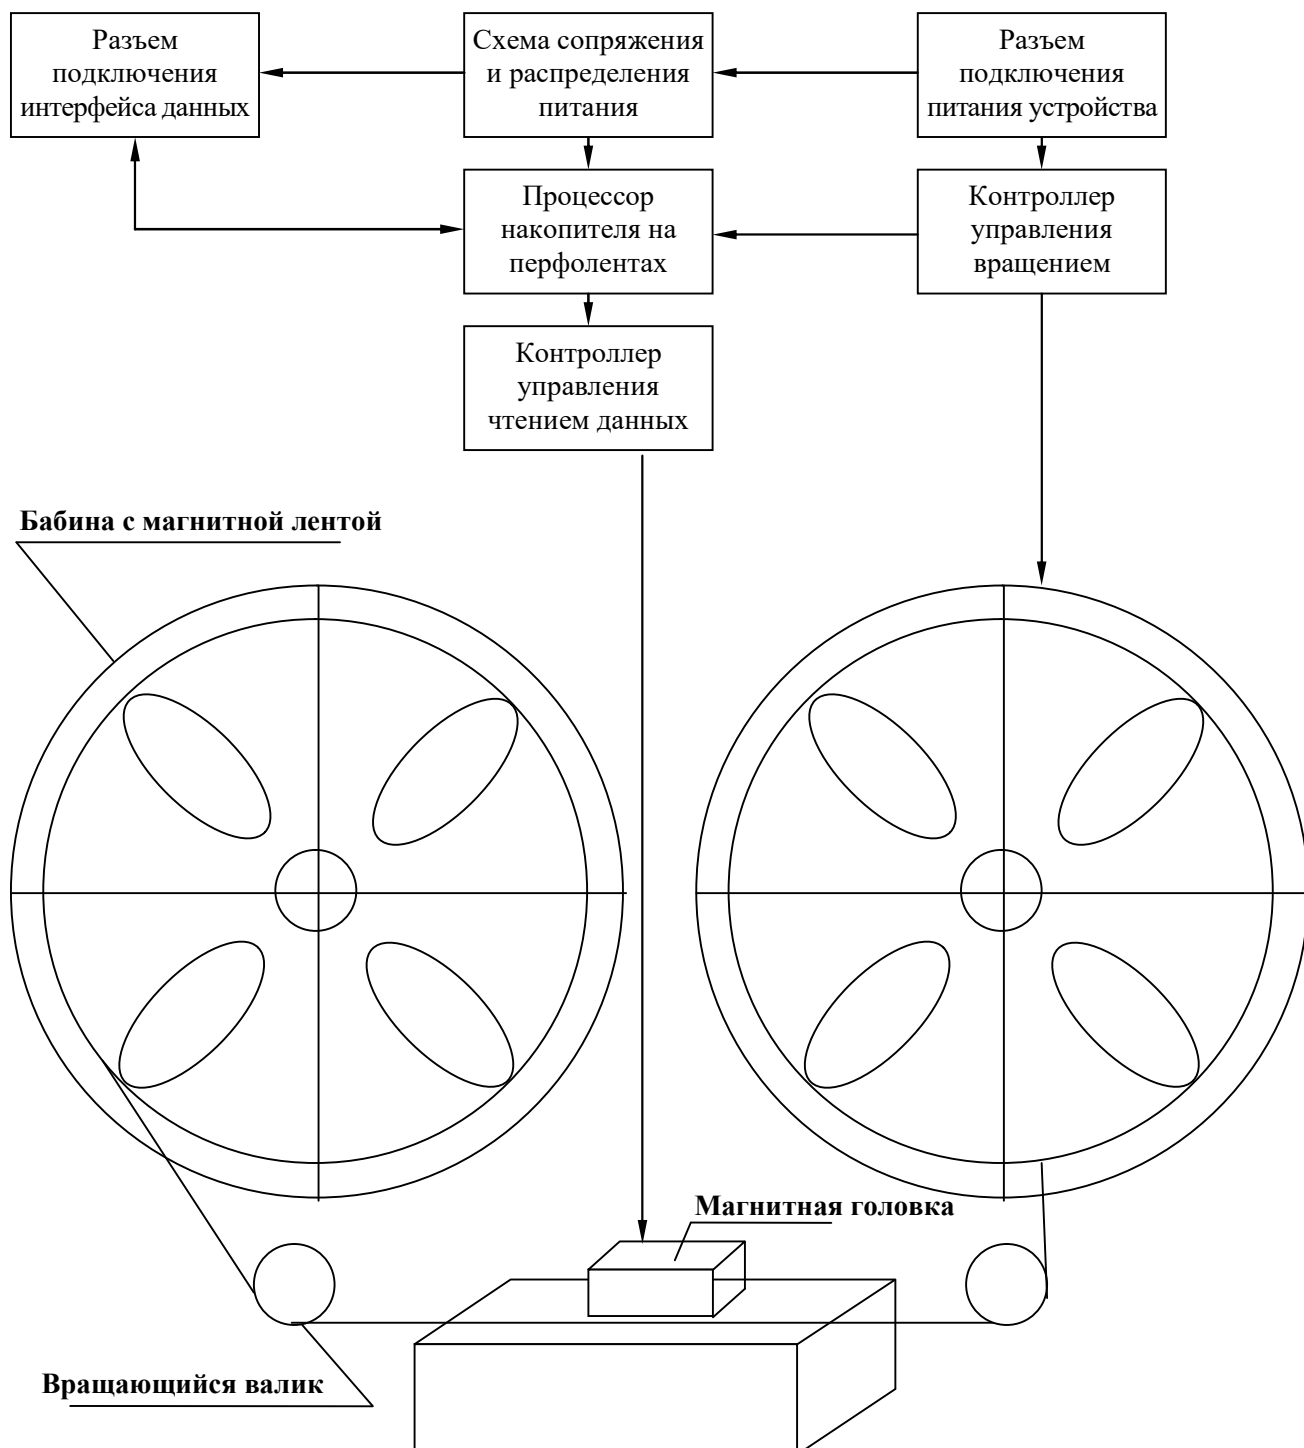 Разъем
подключения
интерфейса данных
Схема сопряжения
и распределения
питания
Разъем
подключения
питания устройства
Процессор
накопителя на
перфолентах
Контроллер
управления
вращением
Контроллер
управления
чтением данных
Бабина с магнитной лентой
Магнитная головка
Вращающийся валик